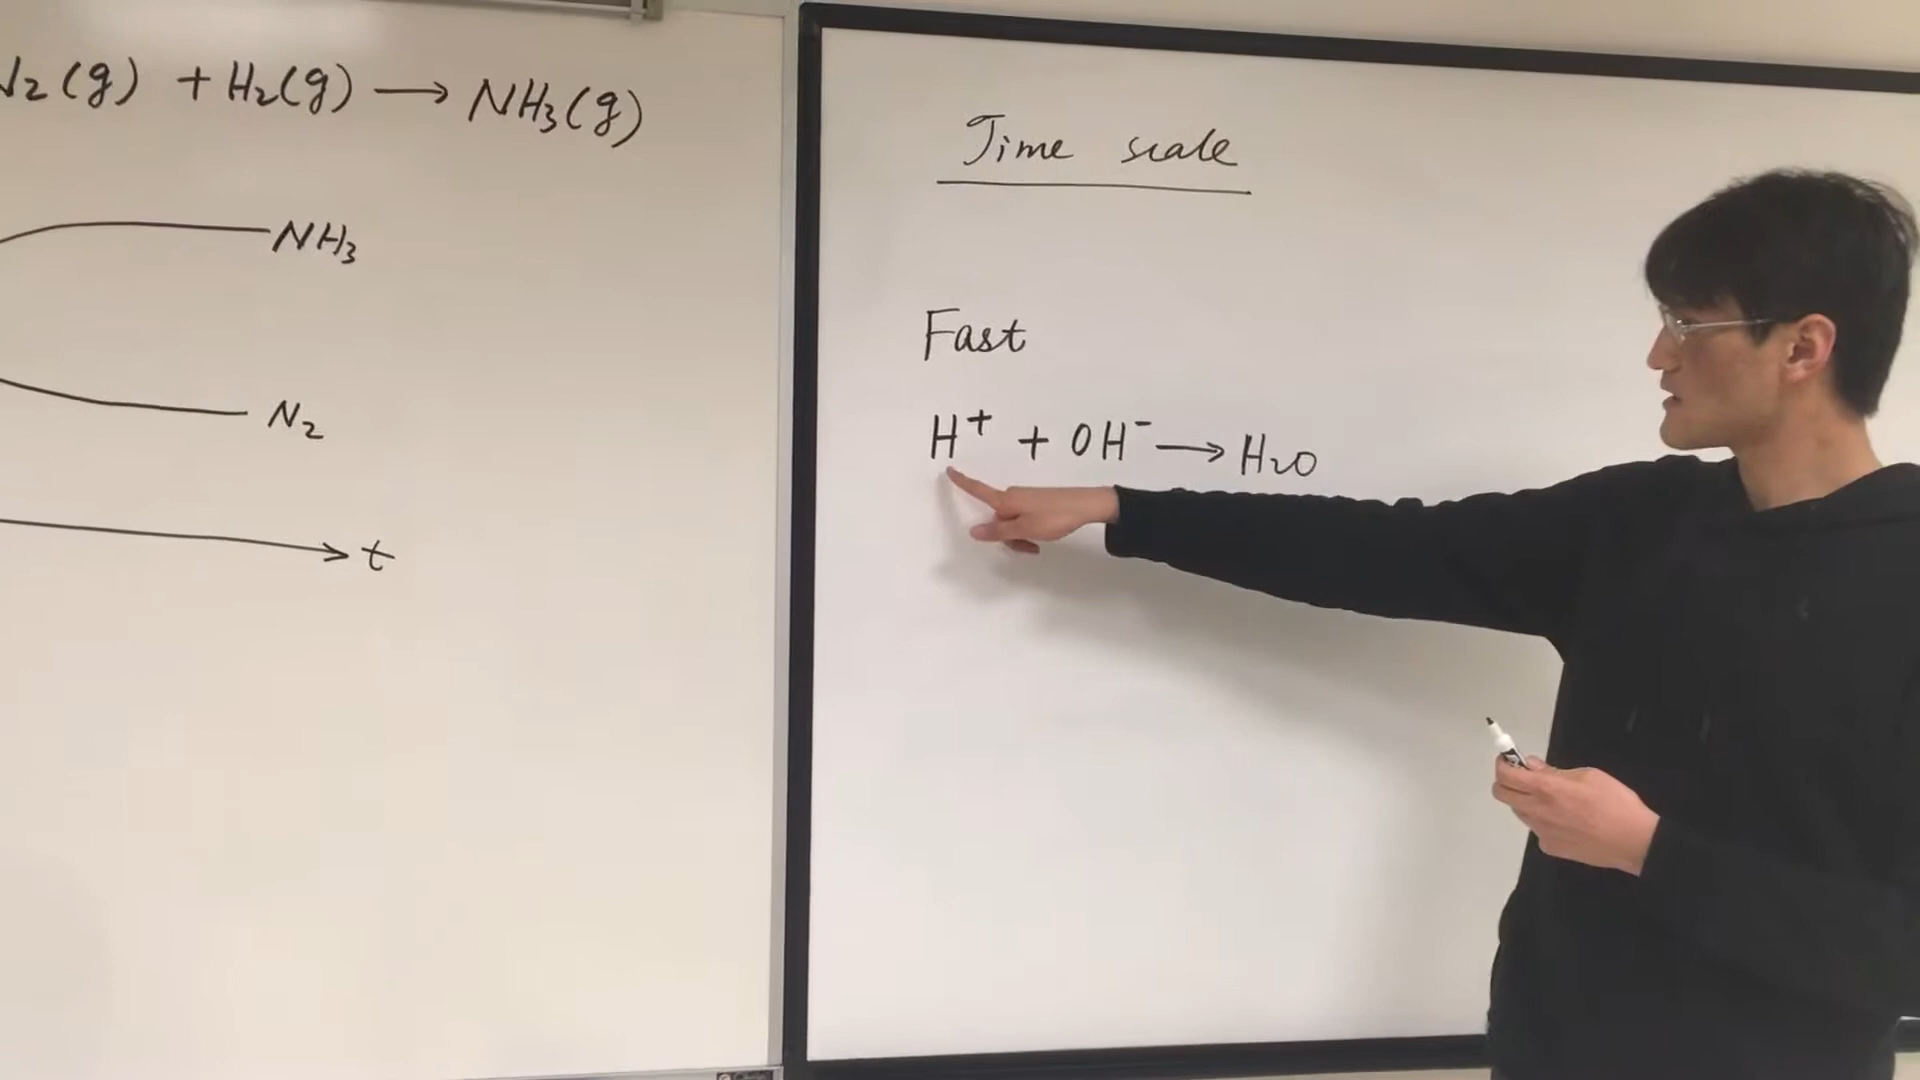 N₂(g) + H₂(g) → NH₃(g)
NH₃
N₂
t
Time scale
Fast
H⁺ + OH⁻ → H₂O